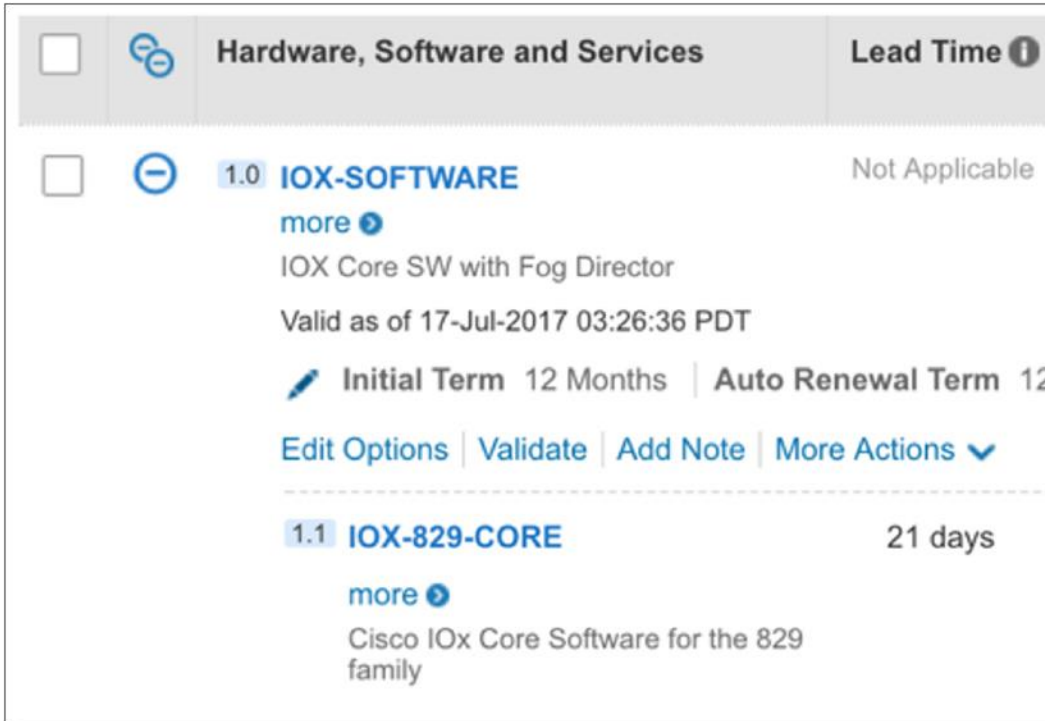 Hardware, Software and Services Lead Time
1.0 IOX-SOFTWARE Not Applicable
more
IOX Core SW with Fog Director
Valid as of 17-Jul-2017 03:26:36 PDT
Initial Term 12 Months Auto Renewal Term 12
Edit Options Validate Add Note More Actions
1.1 IOX-829-CORE 21 days
more
Cisco IOx Core Software for the 829
family